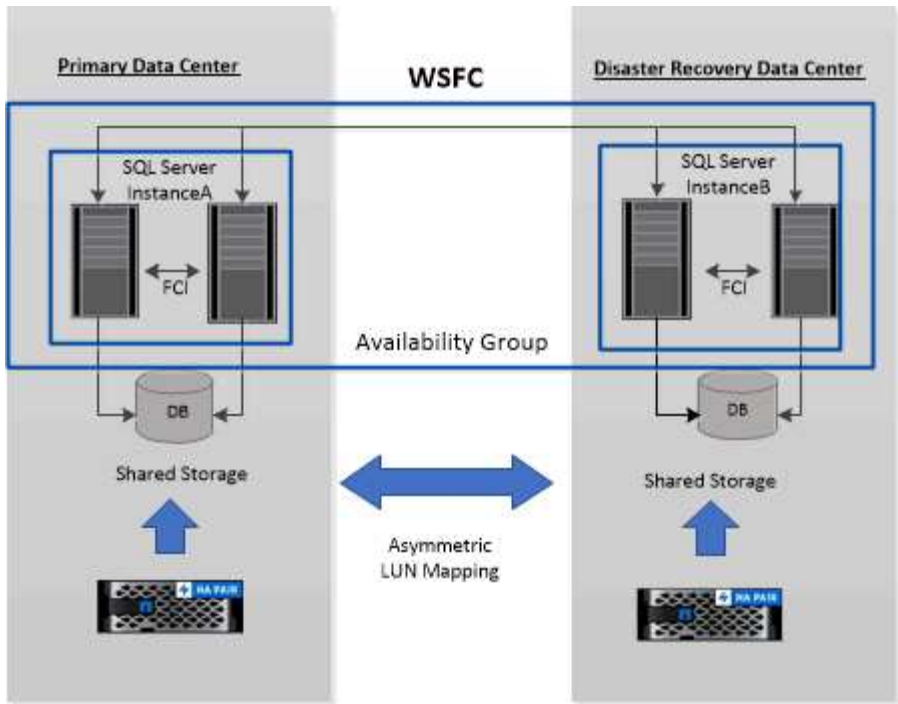 Primary Data Center
WSFC
Disaster Recovery Data Center
SQL Server
InstanceA
SQL Server
InstanceB
FCI
FCI
Availability Group
DB
DB
Shared Storage
Shared Storage
Asymmetric
LUN Mapping
HA PAIR
HA PAIR